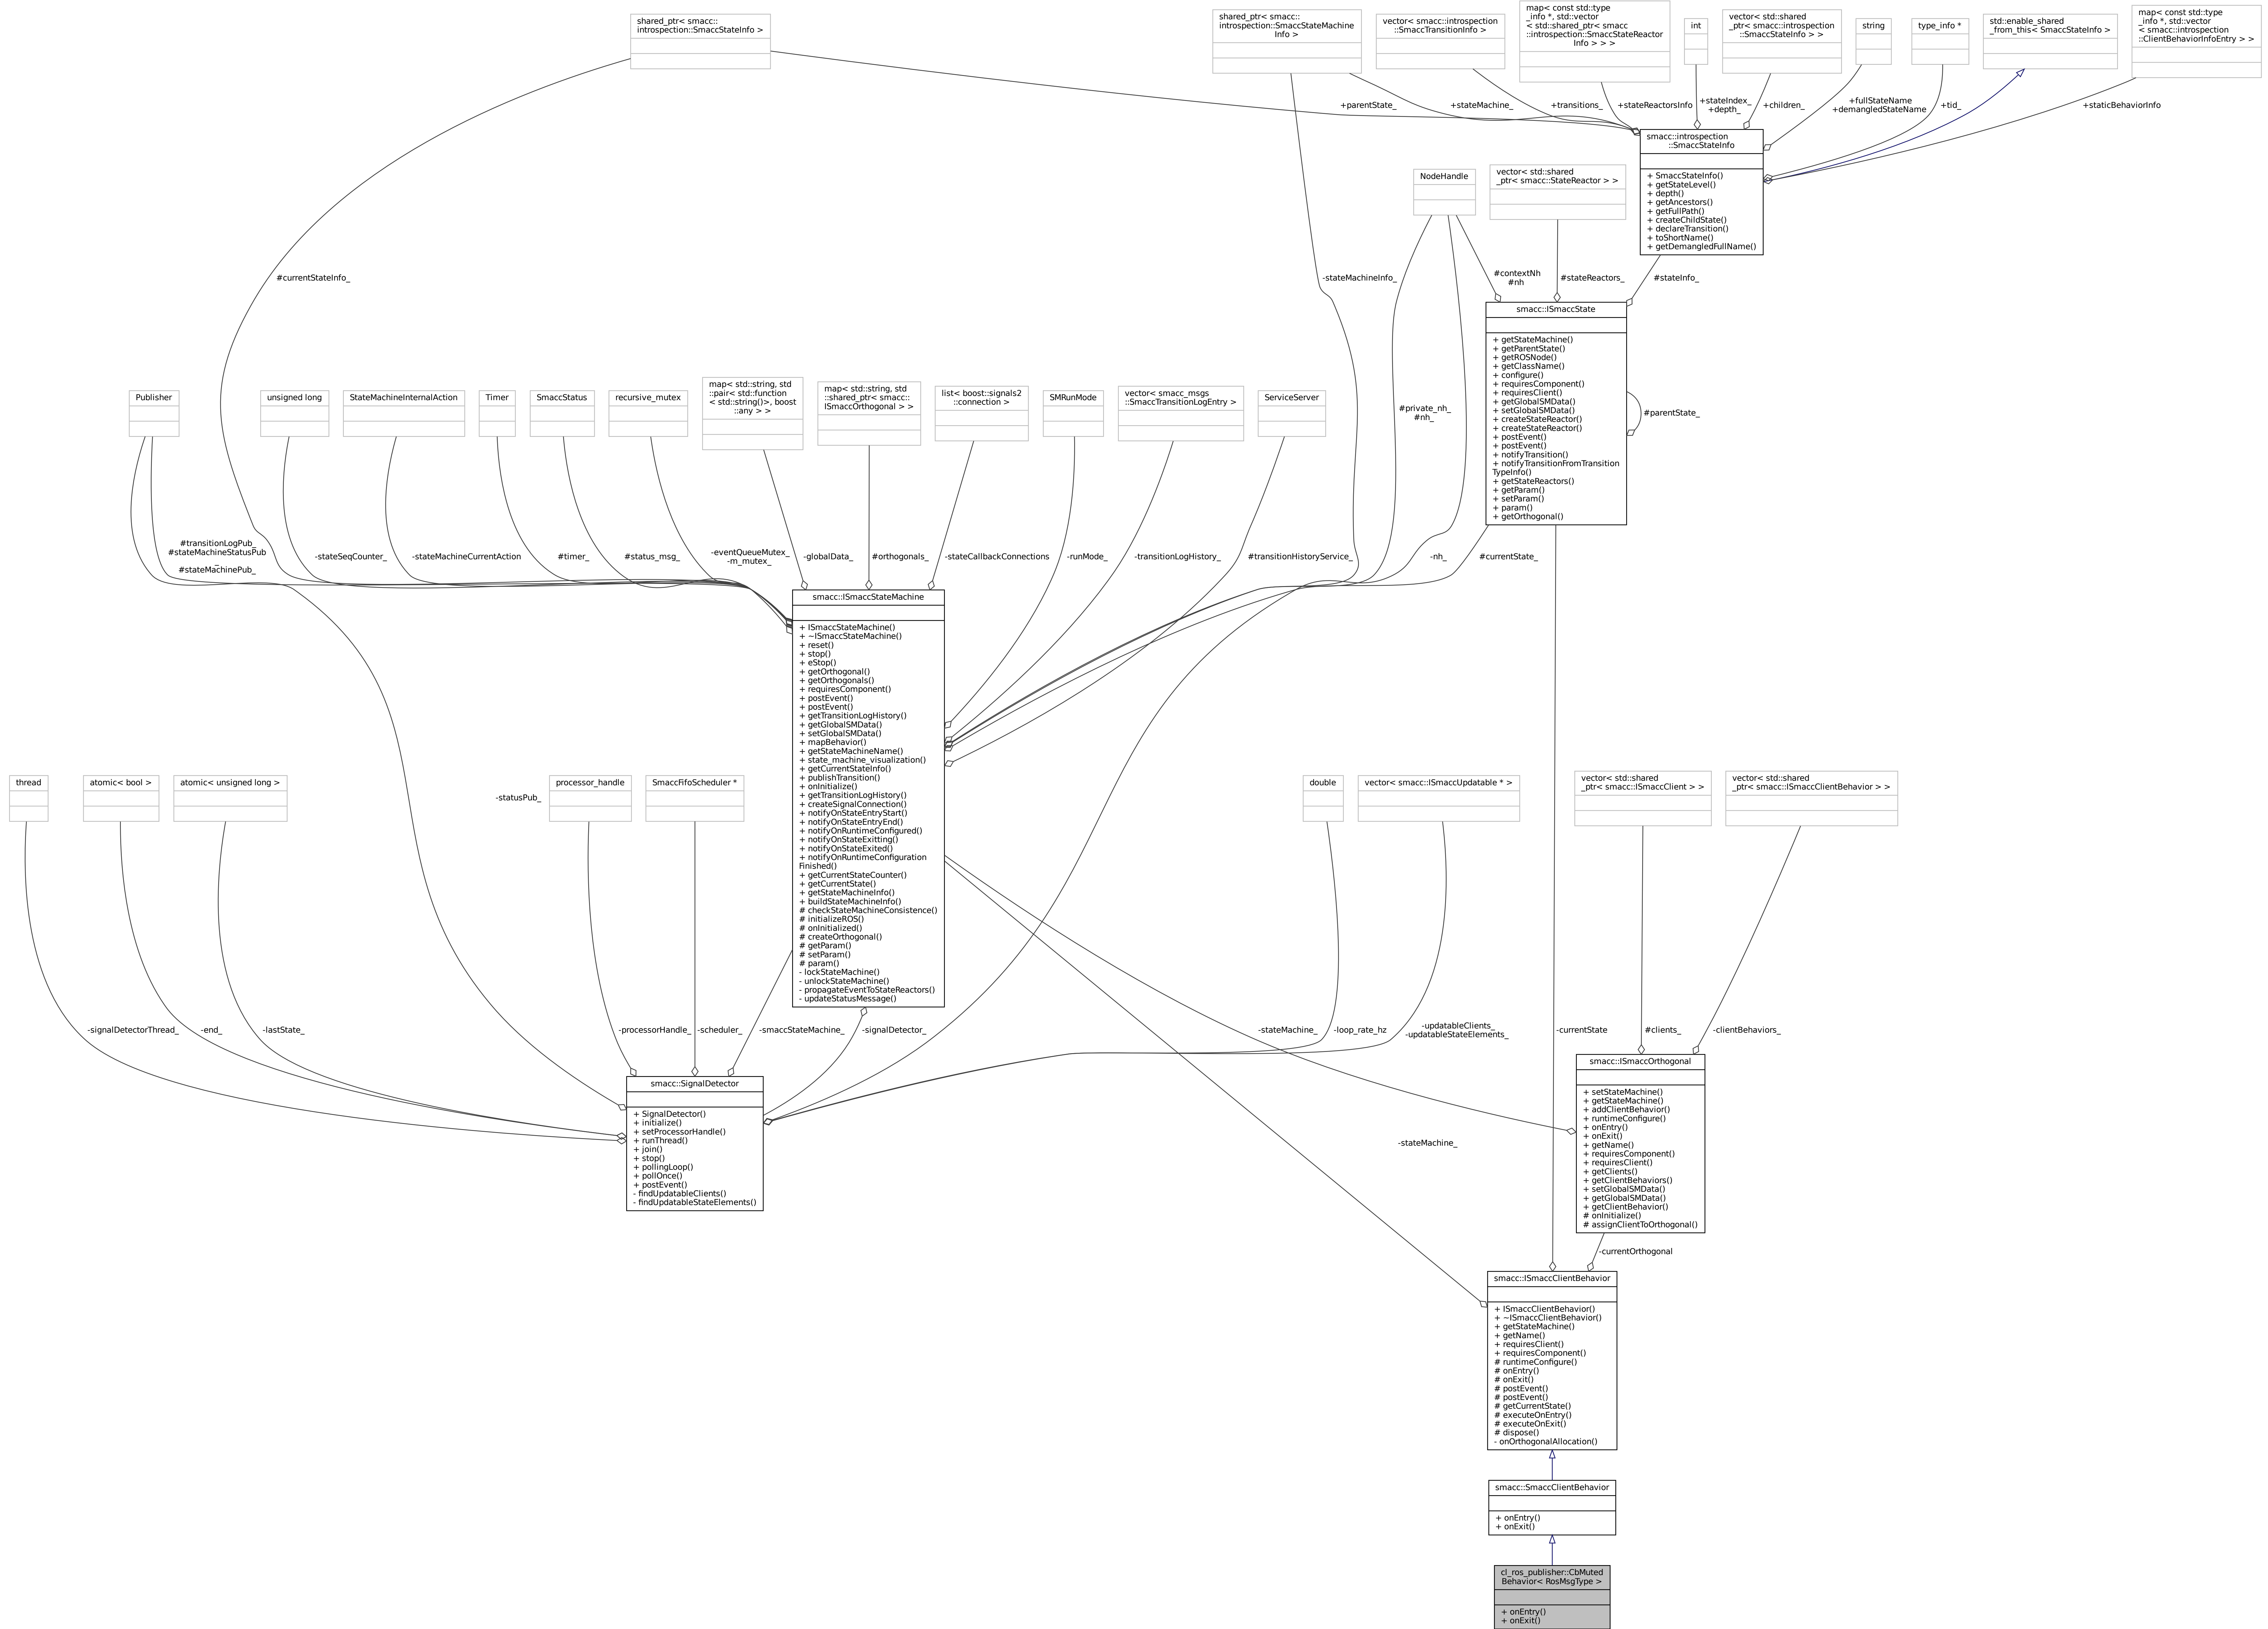 shared_ptr< smacc::
introspection::SmaccStateInfo >
shared_ptr< smacc::
introspection::SmaccStateMachine
Info >
vector< smacc::introspection
::SmaccTransitionInfo >
map< const std::type
_info *, std::vector
< std::shared_ptr< smacc
::introspection::SmaccStateReactor
Info > > >
int
vector< std::shared
_ptr< smacc::introspection
::SmaccStateInfo > >
string
type_info *
std::enable_shared
_from_this< SmaccStateInfo >
map< const std::type
_info *, std::vector
< smacc::introspection
::ClientBehaviorInfoEntry > >
+parentState_
+stateMachine_
+transitions_
+stateReactorsInfo
+stateIndex_
+depth_
+children_
+fullStateName
+demangledStateName
+tid_
+staticBehaviorInfo
smacc::introspection
::SmaccStateInfo
+ SmaccStateInfo()
+ getStateLevel()
+ depth()
+ getAncestors()
+ getFullPath()
+ createChildState()
+ declareTransition()
+ toShortName()
+ getDemangledFullName()
NodeHandle
vector< std::shared
_ptr< smacc::StateReactor > >
#currentStateInfo_
-stateMachineInfo_
#contextNh
#nh
#stateReactors_
#stateInfo_
smacc::ISmaccState
+ getStateMachine()
+ getParentState()
+ getROSNode()
+ getClassName()
+ configure()
+ requiresComponent()
+ requiresClient()
+ getGlobalSMData()
+ setGlobalSMData()
+ createStateReactor()
+ createStateReactor()
+ postEvent()
+ postEvent()
+ notifyTransition()
+ notifyTransitionFromTransition
TypeInfo()
+ getStateReactors()
+ getParam()
+ setParam()
+ param()
+ getOrthogonal()
#parentState_
#private_nh_
#nh_
Publisher
unsigned long
StateMachineInternalAction
Timer
SmaccStatus
recursive_mutex
map< std::string, std
::pair< std::function
< std::string()>, boost
::any > >
map< std::string, std
::shared_ptr< smacc::
ISmaccOrthogonal > >
list< boost::signals2
::connection >
SMRunMode
vector< smacc_msgs
::SmaccTransitionLogEntry >
ServiceServer
#transitionLogPub_
#stateMachineStatusPub
_
#stateMachinePub_
-stateSeqCounter_
-stateMachineCurrentAction
#timer_
#status_msg_
-eventQueueMutex_
-m_mutex_
-globalData_
#orthogonals_
-stateCallbackConnections
-runMode_
-transitionLogHistory_
#transitionHistoryService_
-nh_
#currentState_
smacc::ISmaccStateMachine
+ ISmaccStateMachine()
+ ~ISmaccStateMachine()
+ reset()
+ stop()
+ eStop()
+ getOrthogonal()
+ getOrthogonals()
+ requiresComponent()
+ postEvent()
+ postEvent()
+ getTransitionLogHistory()
+ getGlobalSMData()
+ setGlobalSMData()
+ mapBehavior()
+ getStateMachineName()
+ state_machine_visualization()
+ getCurrentStateInfo()
+ publishTransition()
+ onInitialize()
+ getTransitionLogHistory()
+ createSignalConnection()
+ notifyOnStateEntryStart()
+ notifyOnStateEntryEnd()
+ notifyOnRuntimeConfigured()
+ notifyOnStateExitting()
+ notifyOnStateExited()
+ notifyOnRuntimeConfiguration
Finished()
+ getCurrentStateCounter()
+ getCurrentState()
+ getStateMachineInfo()
+ buildStateMachineInfo()
# checkStateMachineConsistence()
# initializeROS()
# onInitialized()
# createOrthogonal()
# getParam()
# setParam()
# param()
- lockStateMachine()
- unlockStateMachine()
- propagateEventToStateReactors()
- updateStatusMessage()
thread
atomic< bool >
atomic< unsigned long >
-statusPub_
processor_handle
SmaccFifoScheduler *
double
vector< smacc::ISmaccUpdatable * >
vector< std::shared
_ptr< smacc::ISmaccClient > >
vector< std::shared
_ptr< smacc::ISmaccClientBehavior > >
-signalDetectorThread_
-end_
-lastState_
-processorHandle_
-scheduler_
-smaccStateMachine_
-signalDetector_
-stateMachine_
-loop_rate_hz
-updatableClients_
-updatableStateElements_
-currentState
#clients_
-clientBehaviors_
smacc::SignalDetector
+ SignalDetector()
+ initialize()
+ setProcessorHandle()
+ runThread()
+ join()
+ stop()
+ pollingLoop()
+ pollOnce()
+ postEvent()
- findUpdatableClients()
- findUpdatableStateElements()
smacc::ISmaccOrthogonal
+ setStateMachine()
+ getStateMachine()
+ addClientBehavior()
+ runtimeConfigure()
+ onEntry()
+ onExit()
+ getName()
+ requiresComponent()
+ requiresClient()
+ getClients()
+ getClientBehaviors()
+ setGlobalSMData()
+ getGlobalSMData()
+ getClientBehavior()
# onInitialize()
# assignClientToOrthogonal()
-stateMachine_
-currentOrthogonal
smacc::ISmaccClientBehavior
+ ISmaccClientBehavior()
+ ~ISmaccClientBehavior()
+ getStateMachine()
+ getName()
+ requiresClient()
+ requiresComponent()
# runtimeConfigure()
# onEntry()
# onExit()
# postEvent()
# postEvent()
# getCurrentState()
# executeOnEntry()
# executeOnExit()
# dispose()
- onOrthogonalAllocation()
smacc::SmaccClientBehavior
+ onEntry()
+ onExit()
cl_ros_publisher::CbMuted
Behavior< RosMsgType >
+ onEntry()
+ onExit()